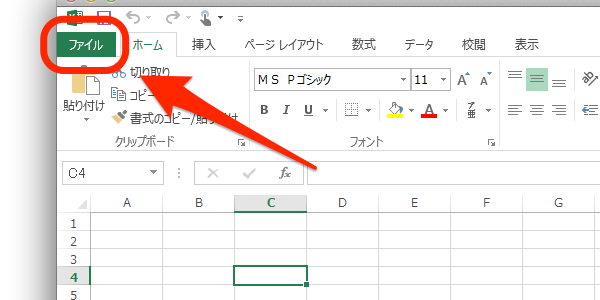 ファイル ホーム 挿入 ページ レイアウト 数式 データ 校閲 表示
切り取り
MS Pゴシック 11 A A
貼り付け コピー
B I U A ア亜
書式のコピー/貼り付け
クリップボード フォント
C4 fx
A B C D E F G
1
2
3
4
5